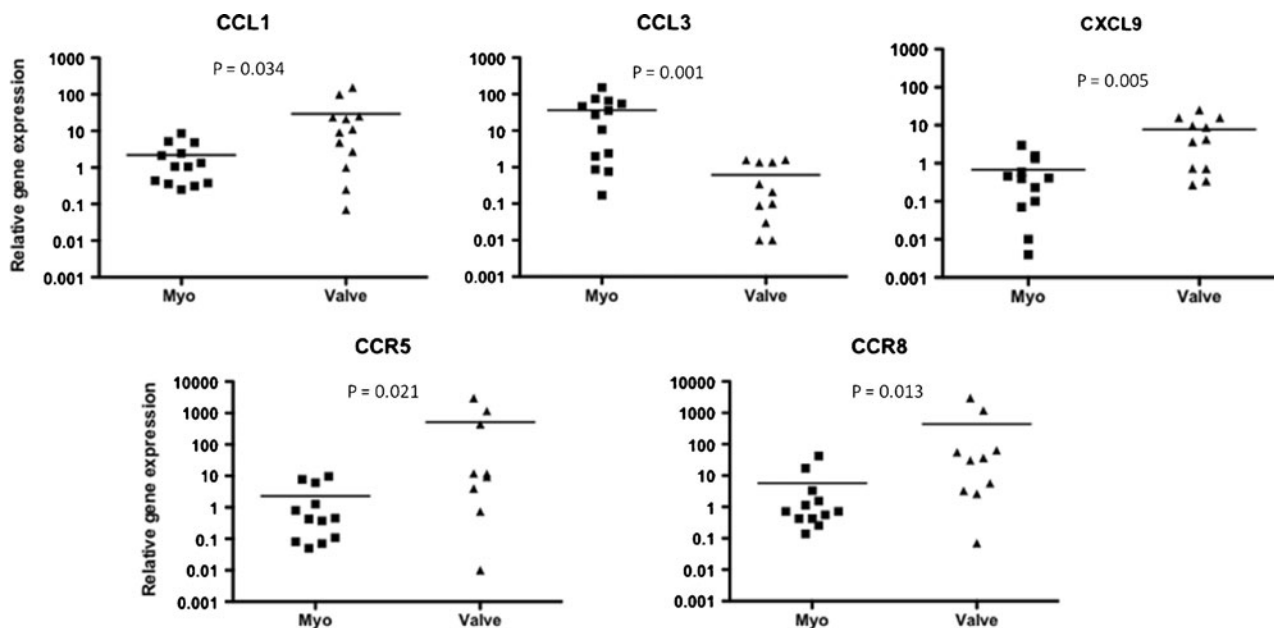 CCL1
CCL3
CXCL9
Relative gene expression
1000
100
10
1
0.1
0.01
0.001
P = 0.034
Myo
Valve
1000
100
10
1
0.1
0.01
0.001
P = 0.001
Myo
Valve
1000
100
10
1
0.1
0.01
0.001
P = 0.005
Myo
Valve
CCR5
CCR8
Relative gene expression
10000
1000
100
10
1
0.1
0.01
0.001
P = 0.021
Myo
Valve
10000
1000
100
10
1
0.1
0.01
0.001
P = 0.013
Myo
Valve